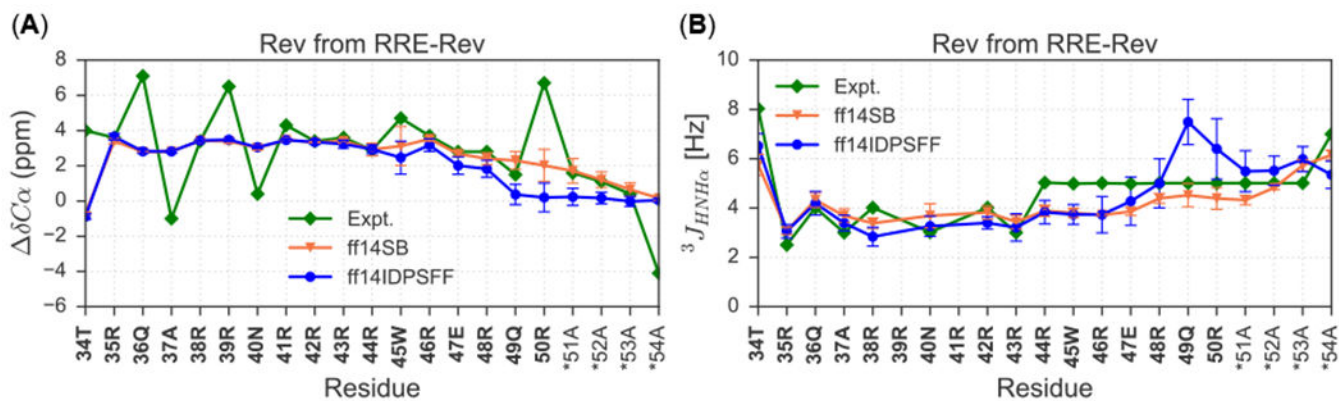 (A)
Rev from RRE-Rev
ΔδCα (ppm)
8
6
4
2
0
−2
−4
−6
Expt.
ff14SB
ff14IDPSFF
34T 35R 36Q 37A 38R 39R 40N 41R 42R 43R 44R 45W 46R 47E 48R 49Q 50R *51A *52A *53A *54A
Residue
(B)
Rev from RRE-Rev
³J_HNHα [Hz]
10
8
6
4
2
0
Expt.
ff14SB
ff14IDPSFF
34T 35R 36Q 37A 38R 39R 40N 41R 42R 43R 44R 45W 46R 47E 48R 49Q 50R *51A *52A *53A *54A
Residue